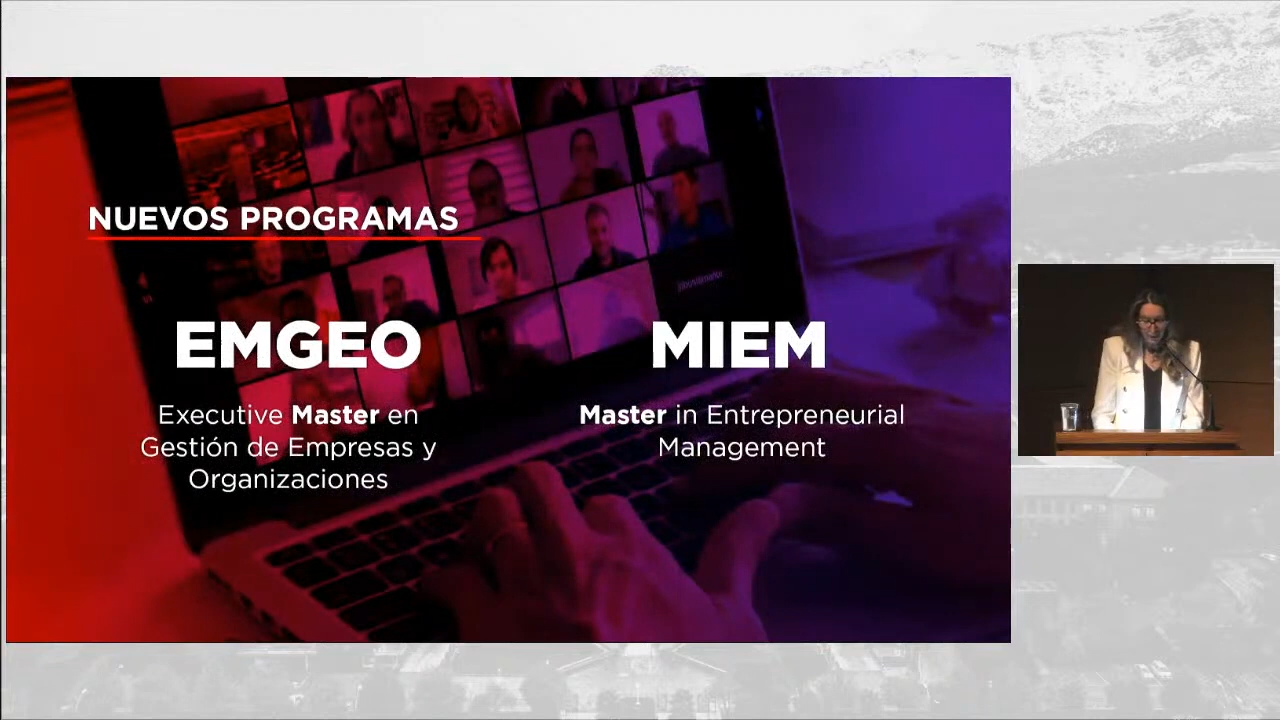 NUEVOS PROGRAMAS
EMGEO
Executive Master en
Gestión de Empresas y
Organizaciones
MIEM
Master in Entrepreneurial
Management